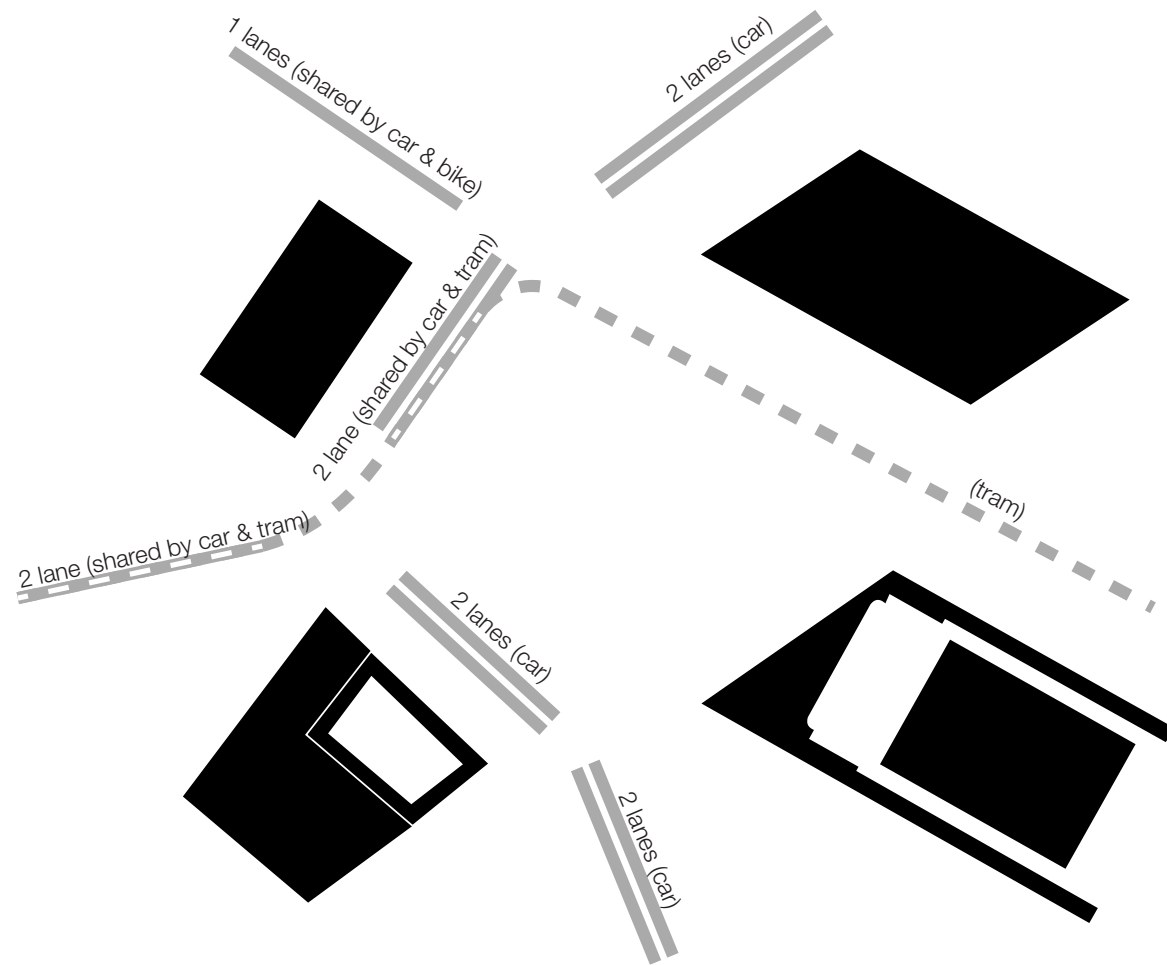 1 lanes (shared by car & bike)
2 lanes (car)
2 lane (shared by car & tram)
(tram)
2 lane (shared by car & tram)
2 lanes (car)
2 lanes (car)